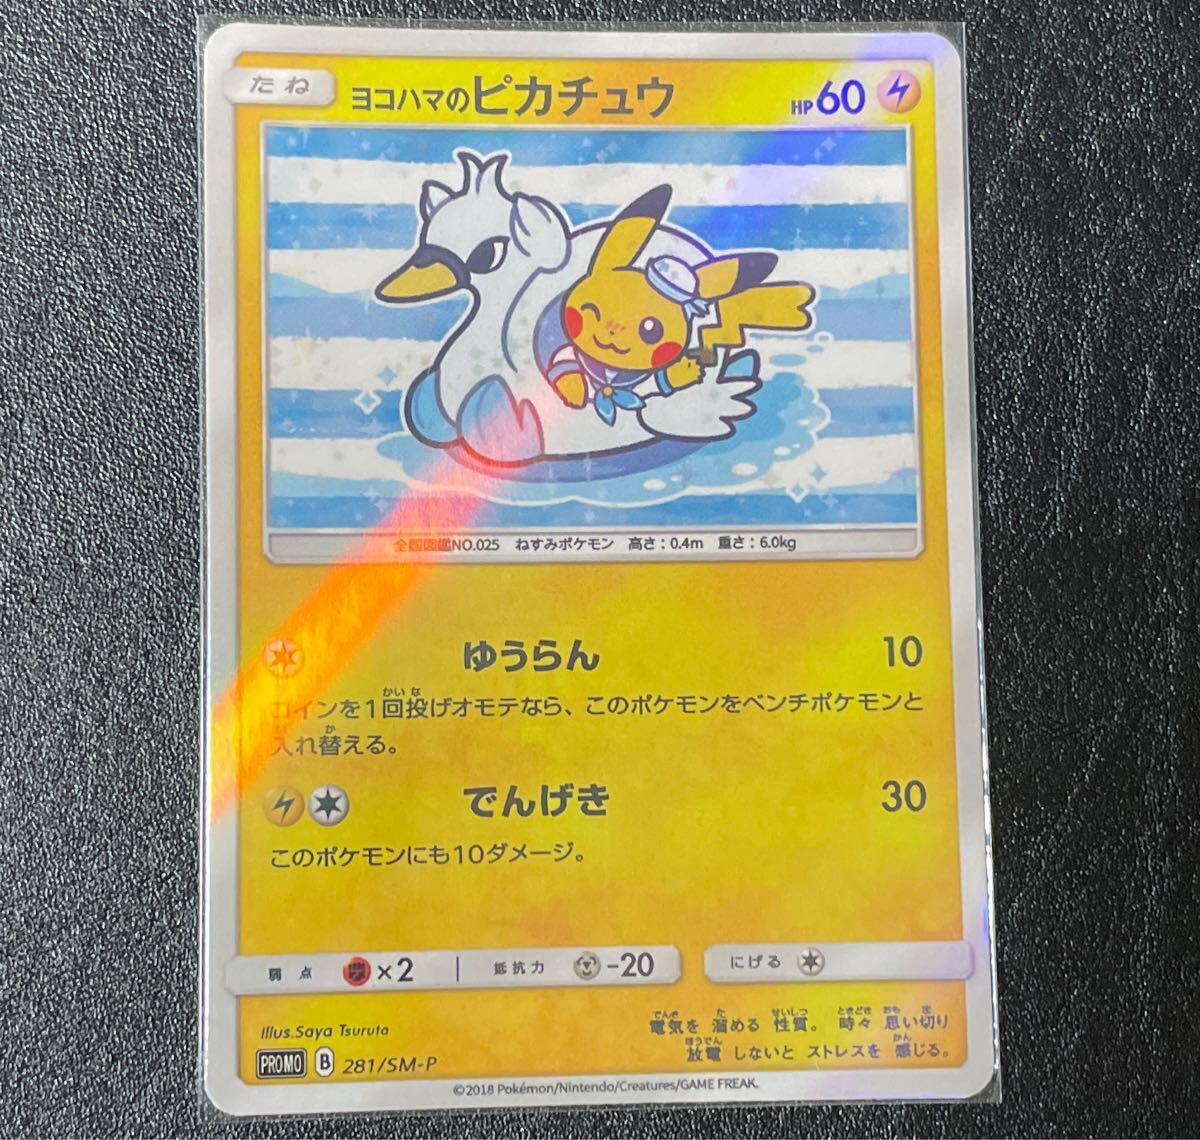 たね ヨコハマのピカチュウ HP60
全国図鑑NO.025 ねずみポケモン 高さ:0.4m 重さ:6.0kg
ゆうらん 10
コインを1回投げオモテなら、このポケモンをベンチポケモンと
入れ替える。
でんげき 30
このポケモンにも10ダメージ。
弱点 ×2 抵抗力 -20 にげる
電気を 溜める 性質。 時々 思い切り
放電 しないと ストレスを 感じる。
Illus.Saya Tsuruta
PROMO B 281/SM-P
©2018 Pokémon/Nintendo/Creatures/GAME FREAK.